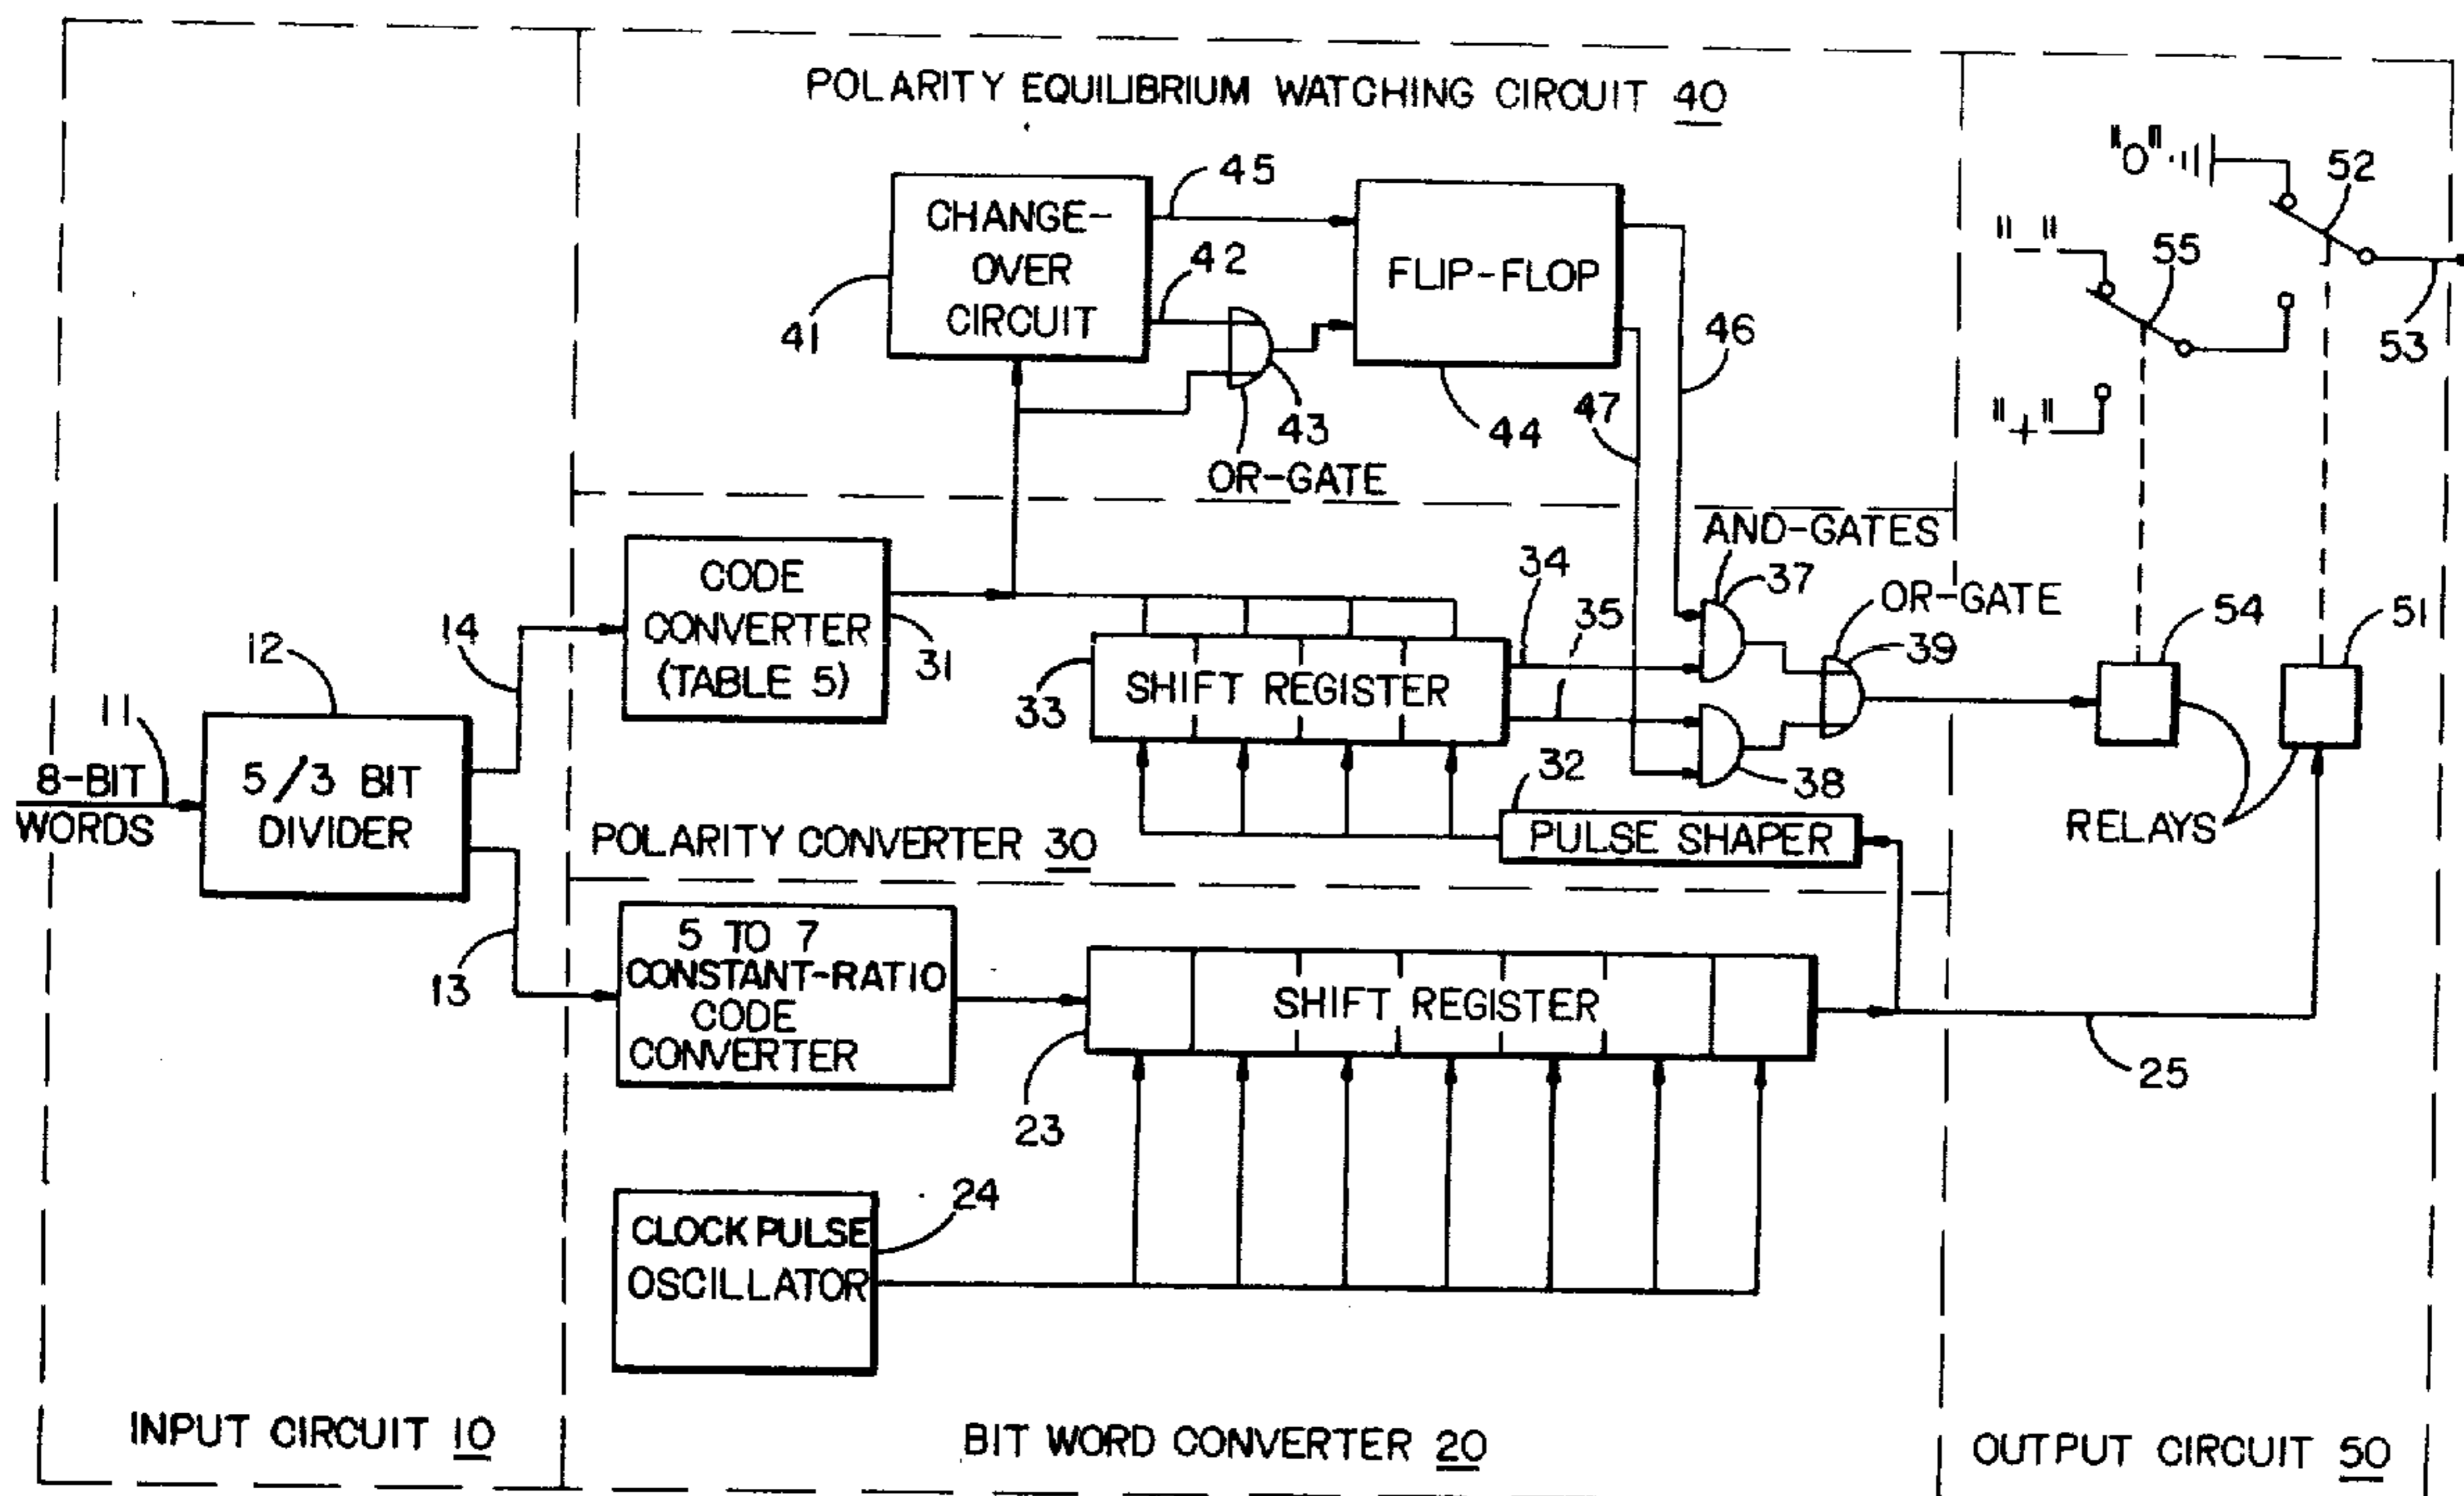 POLARITY EQUILIBRIUM WATCHING CIRCUIT 40
"0"
52
45
CHANGE-
OVER
CIRCUIT
42
FLIP-FLOP
"-"
55
41
46
53
43
44
47
"+"
OR-GATE
AND-GATES
CODE
CONVERTER
(TABLE 5)
34
37
OR-GATE
14
35
54
51
12
31
39
33
SHIFT REGISTER
11
32
38
8-BIT
WORDS
5/3 BIT
DIVIDER
POLARITY CONVERTER 30
PULSE SHAPER
RELAYS
5 TO 7
CONSTANT-RATIO
CODE
CONVERTER
13
SHIFT REGISTER
25
23
24
CLOCK PULSE
OSCILLATOR
INPUT CIRCUIT 10
BIT WORD CONVERTER 20
OUTPUT CIRCUIT 50